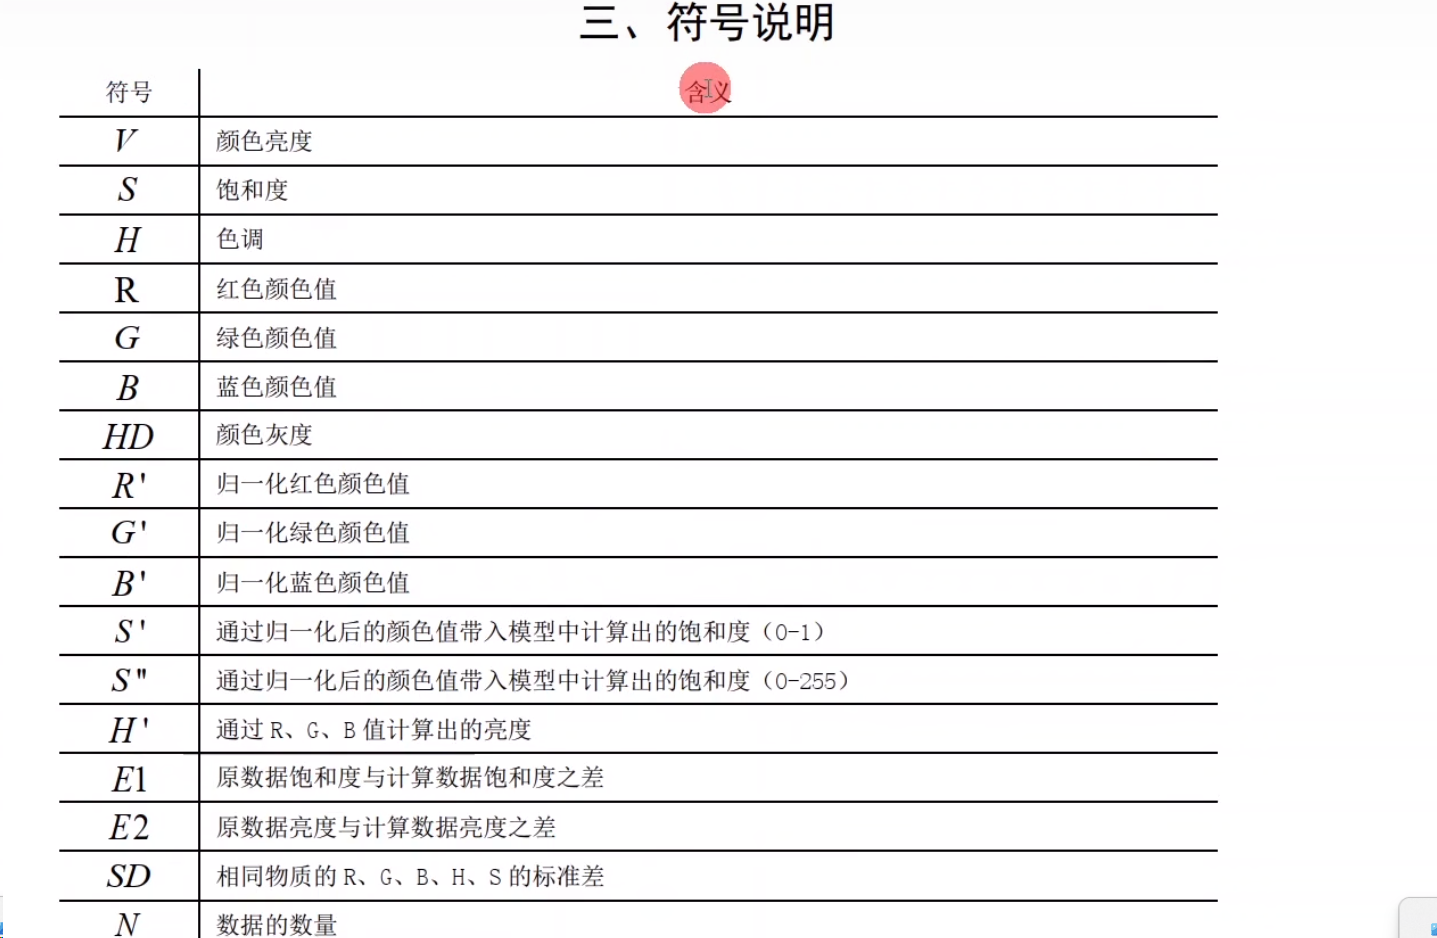 三、符号说明
符号 含义
V 颜色亮度
S 饱和度
H 色调
R 红色颜色值
G 绿色颜色值
B 蓝色颜色值
HD 颜色灰度
R' 归一化红色颜色值
G' 归一化绿色颜色值
B' 归一化蓝色颜色值
S' 通过归一化后的颜色值带入模型中计算出的饱和度（0-1）
S" 通过归一化后的颜色值带入模型中计算出的饱和度（0-255）
H' 通过 R、G、B 值计算出的亮度
E1 原数据饱和度与计算数据饱和度之差
E2 原数据亮度与计算数据亮度之差
SD 相同物质的 R、G、B、H、S 的标准差
N 数据的数量